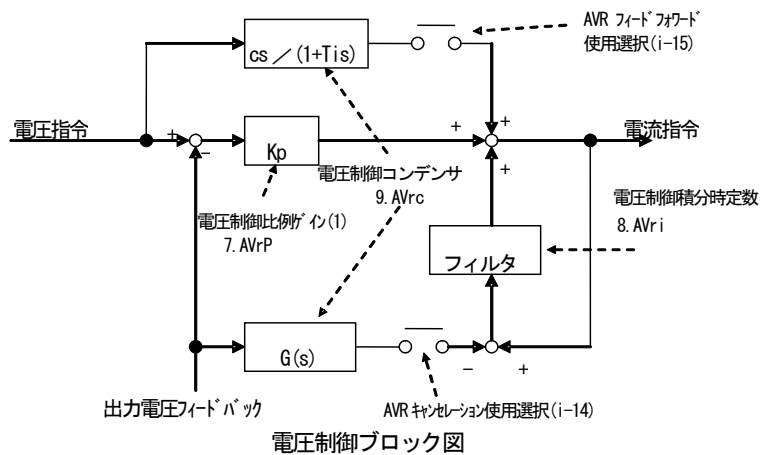 AVR フィードフォワード
使用選択(i-15)
cs／(1+Tis)
+
電圧指令
+
−
Kp
+
電流指令
電圧制御コンデンサ
9.AVrc
+
電圧制御積分時定数
8.AVri
電圧制御比例ゲイン(1)
7.AVrP
フィルタ
G(s)
−
+
出力電圧フィードバック
AVR キャンセレーション使用選択(i-14)
電圧制御ブロック図